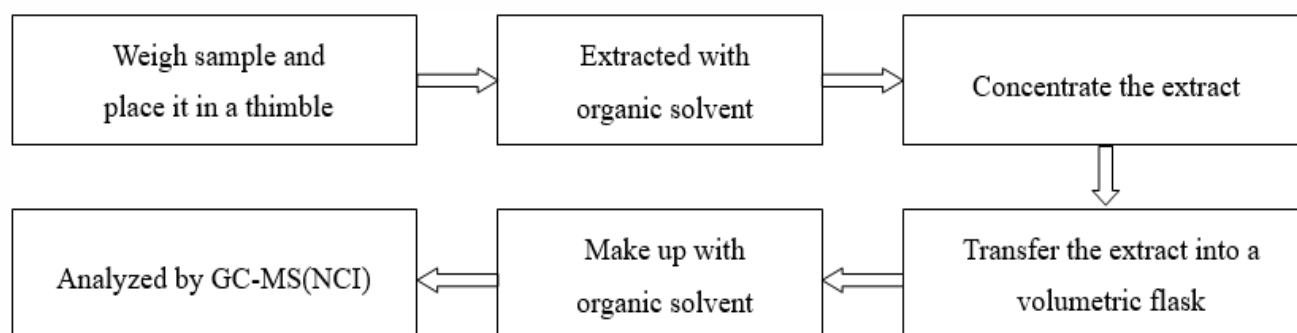 Weigh sample and
place it in a thimble
Extracted with
organic solvent
Concentrate the extract
Transfer the extract into a
volumetric flask
Make up with
organic solvent
Analyzed by GC-MS(NCI)